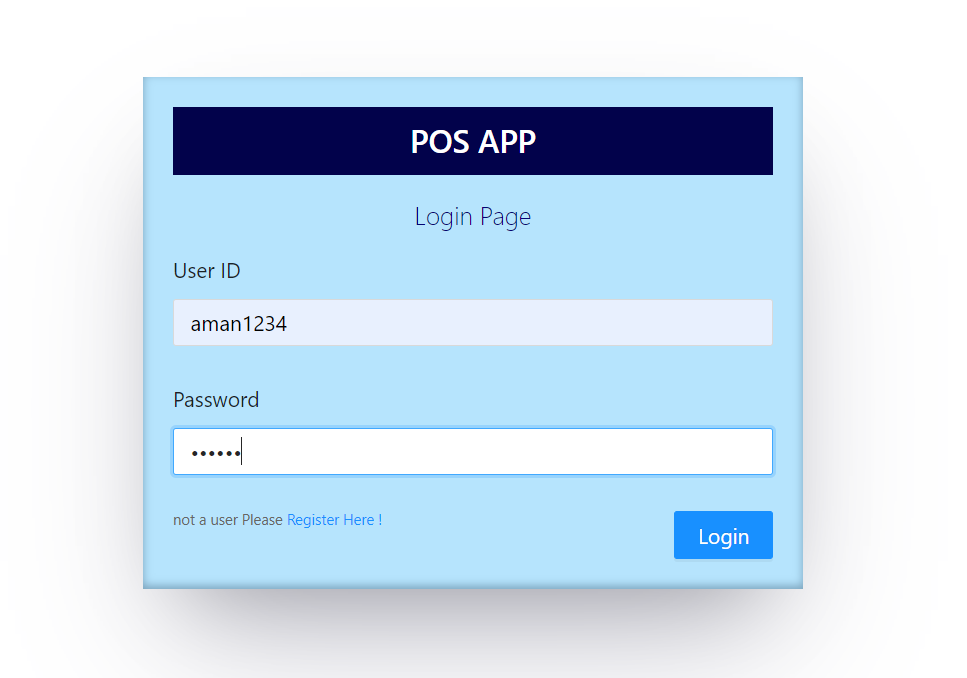 POS APP
Login Page
User ID
aman1234
Password
••••••
not a user Please Register Here !
Login